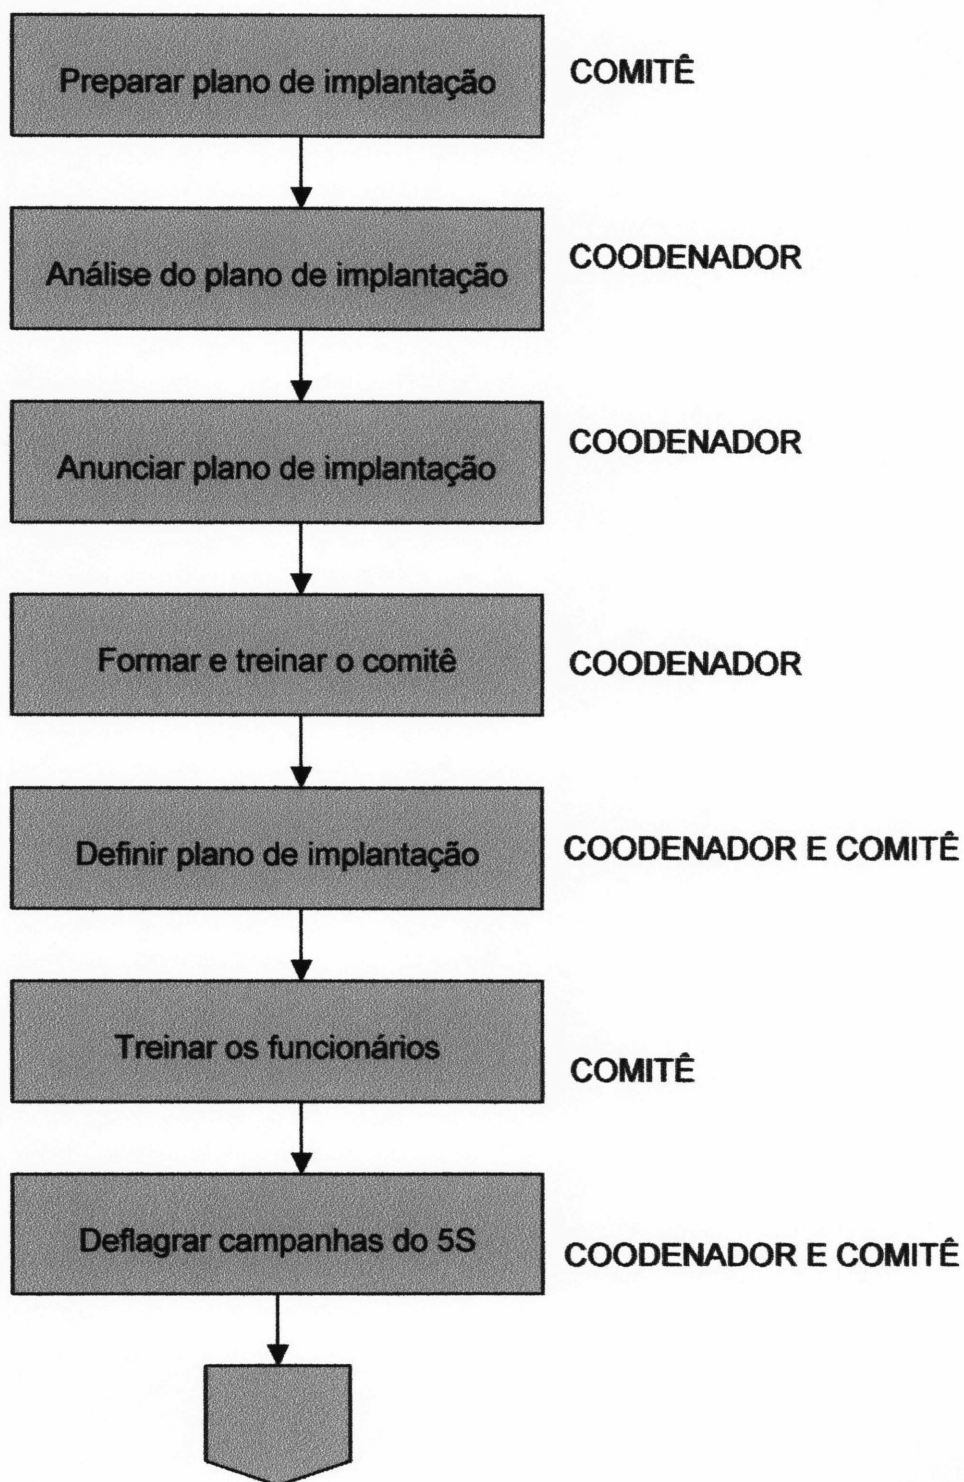 Preparar plano de implantação
COMITÊ
Análise do plano de implantação
COODENADOR
Anunciar plano de implantação
COODENADOR
Formar e treinar o comitê
COODENADOR
Definir plano de implantação
COODENADOR E COMITÊ
Treinar os funcionários
COMITÊ
Deflagrar campanhas do 5S
COODENADOR E COMITÊ